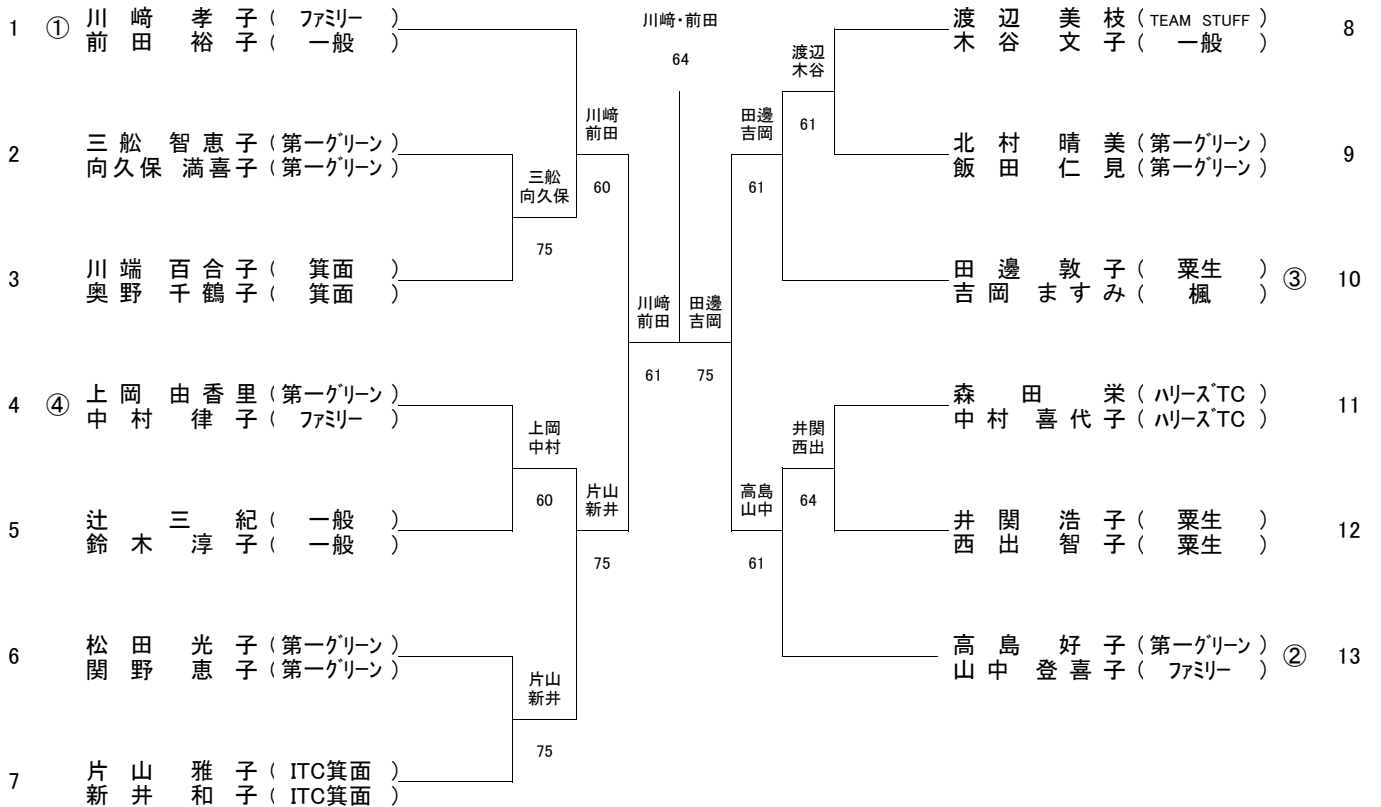 1 ① 川﨑 孝子 ( ファミリー )
前田 裕子 ( 一般 )
2 三舩 智恵子 ( 第一グリーン )
向久保 満喜子 ( 第一グリーン )
3 川端 百合子 ( 箕面 )
奥野 千鶴子 ( 箕面 )
4 ④ 上岡 由香里 ( 第一グリーン )
中村 律子 ( ファミリー )
5 辻 三紀 ( 一般 )
鈴木 淳子 ( 一般 )
6 松田 光子 ( 第一グリーン )
関野 恵子 ( 第一グリーン )
7 片山 雅子 ( ITC箕面 )
新井 和子 ( ITC箕面 )
三舩
向久保
75
上岡
中村
60
片山
新井
75
川﨑
前田
60
片山
新井
75
川﨑
前田
61
川﨑・前田
64
田邊
吉岡
75
田邊
吉岡
61
高島
山中
61
渡辺
木谷
61
井関
西出
64
渡辺 美枝 ( TEAM STUFF ) 8
木谷 文子 ( 一般 )
北村 晴美 ( 第一グリーン ) 9
飯田 仁見 ( 第一グリーン )
田邊 敦子 ( 粟生 ) ③ 10
吉岡 ますみ ( 楓 )
森田 栄 ( ハリーズTC ) 11
中村 喜代子 ( ハリーズTC )
井関 浩子 ( 粟生 ) 12
西出 智子 ( 粟生 )
高島 好子 ( 第一グリーン ) ② 13
山中 登喜子 ( ファミリー )